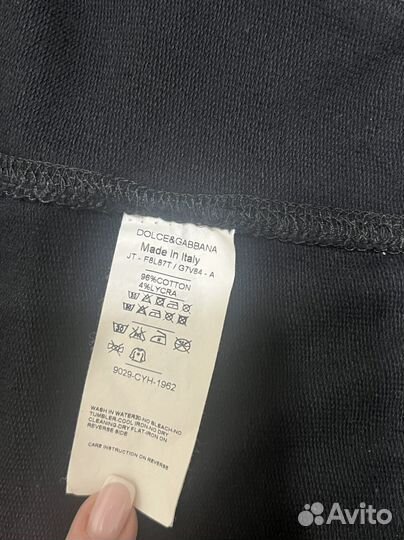 DOLCE&GABBANA
Made in Italy
JT - F8L87T / G7V84 - A
96%COTTON
4%LYCRA
9029-CYH-1962
WASH IN WATER30-NO BLEACH-NO
TUMBLER-COOL IRON-NO DRY
CLEANING DRY FLAT-IRON ON
REVERSE SIDE
CARE INSTRUCTION ON REVERSE
Avito